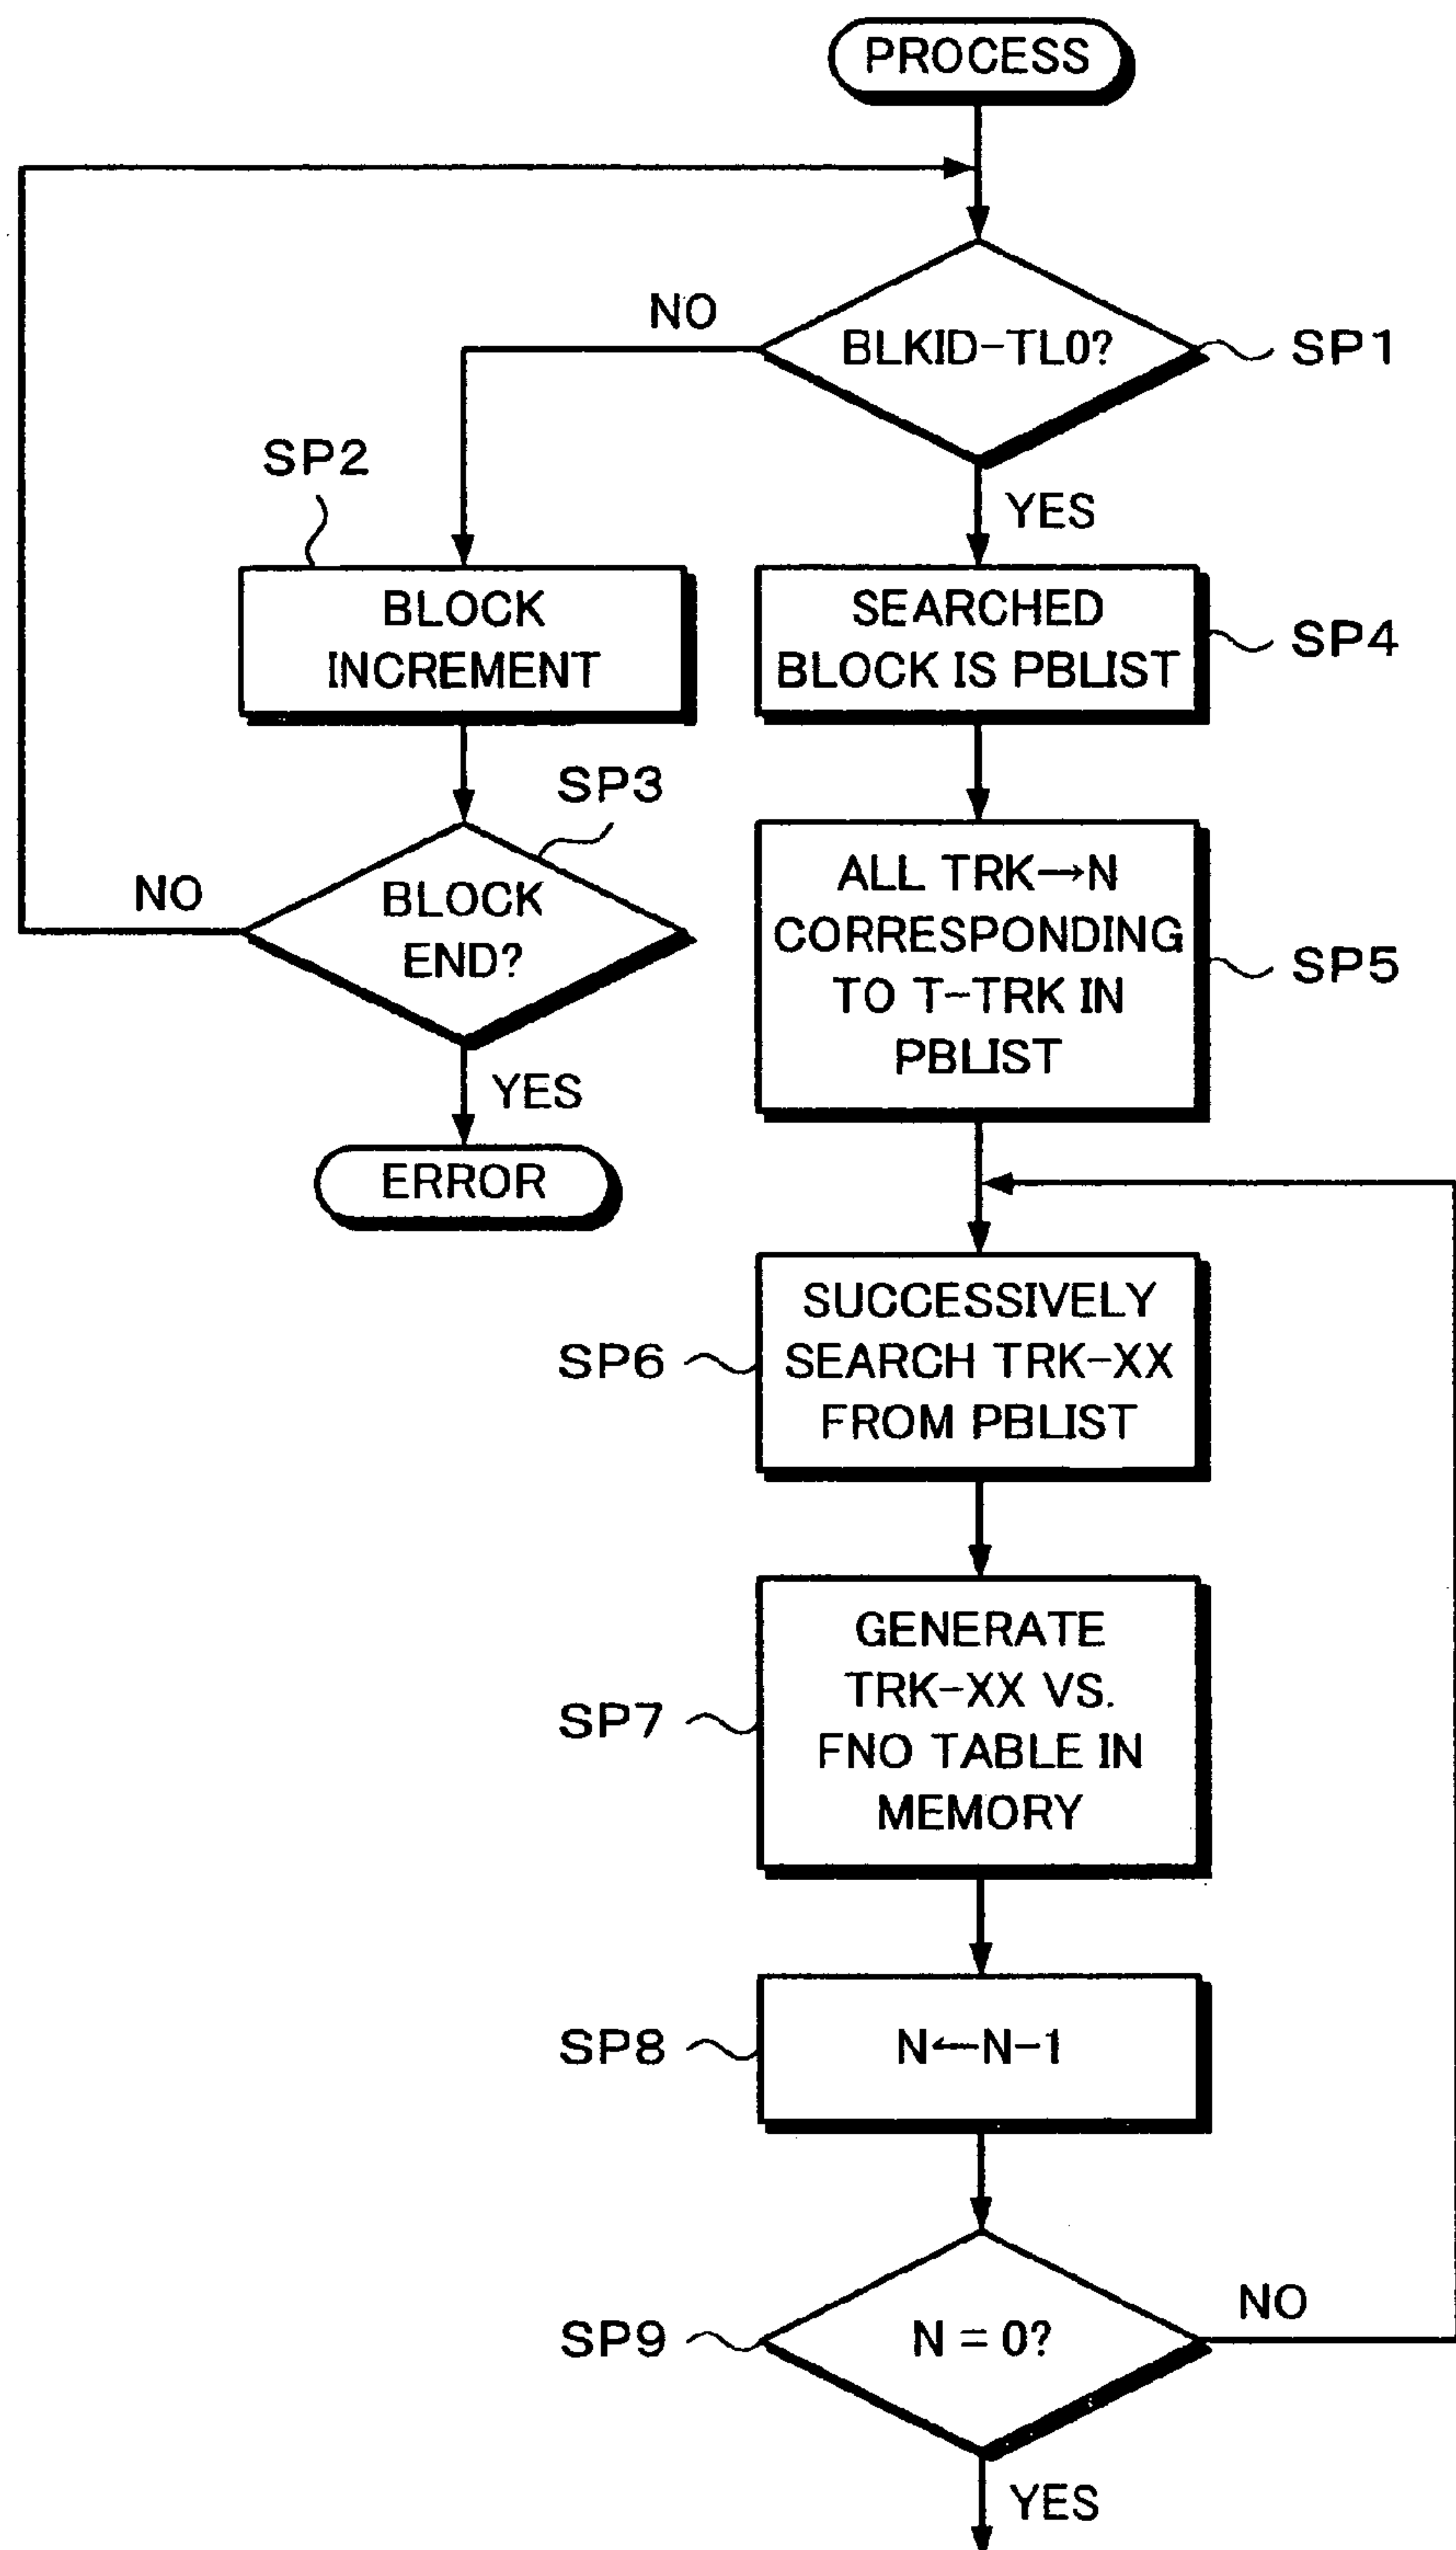 PROCESS
NO
BLKID-TL0?
SP1
SP2
YES
BLOCK
INCREMENT
SEARCHED
BLOCK IS PBLIST
SP4
SP3
NO
BLOCK
END?
ALL TRK→N
CORRESPONDING
TO T-TRK IN
PBLIST
SP5
YES
ERROR
SUCCESSIVELY
SEARCH TRK-XX
FROM PBLIST
SP6
GENERATE
TRK-XX VS.
FNO TABLE IN
MEMORY
SP7
SP8
N←N-1
NO
SP9
N = 0?
YES